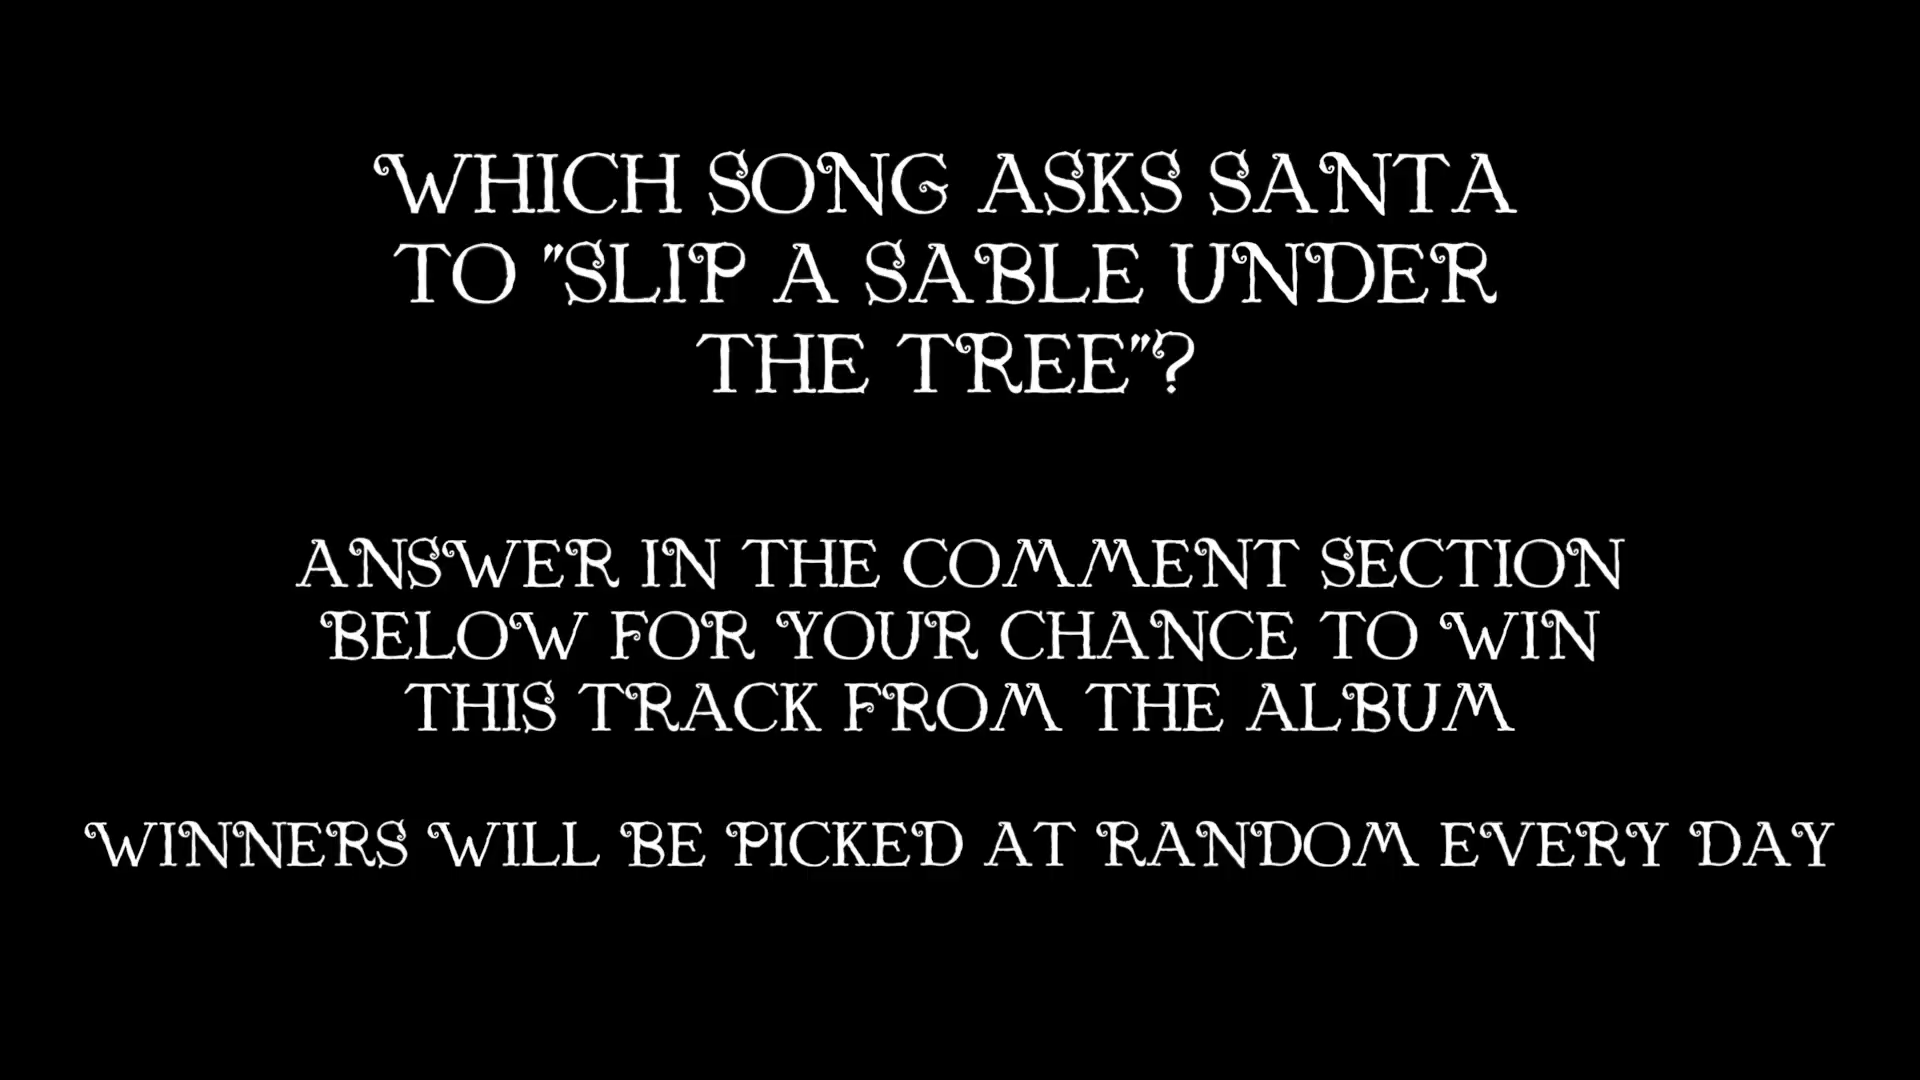 WHICH SONG ASKS SANTA
TO "SLIP A SABLE UNDER
THE TREE"?
ANSWER IN THE COMMENT SECTION
BELOW FOR YOUR CHANCE TO WIN
THIS TRACK FROM THE ALBUM
WINNERS WILL BE PICKED AT RANDOM EVERY DAY